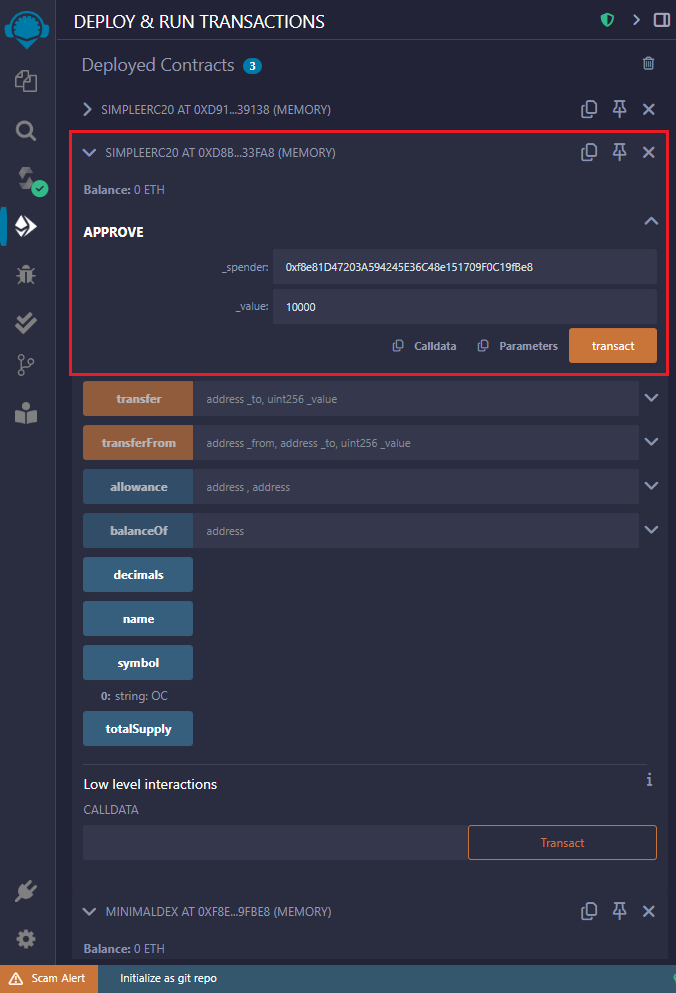 DEPLOY & RUN TRANSACTIONS
Deployed Contracts 3
SIMPLEERC20 AT 0XD91...39138 (MEMORY)
SIMPLEERC20 AT 0XD8B...33FA8 (MEMORY)
Balance: 0 ETH
APPROVE
_spender: 0xf8e81D47203A594245E36C48e151709F0C19fBe8
_value: 10000
Calldata Parameters transact
transfer address _to, uint256 _value
transferFrom address _from, address _to, uint256 _value
allowance address , address
balanceOf address
decimals
name
symbol
0: string: OC
totalSupply
Low level interactions i
CALLDATA
Transact
MINIMALDEX AT 0XF8E...9FBE8 (MEMORY)
Balance: 0 ETH
Scam Alert Initialize as git repo